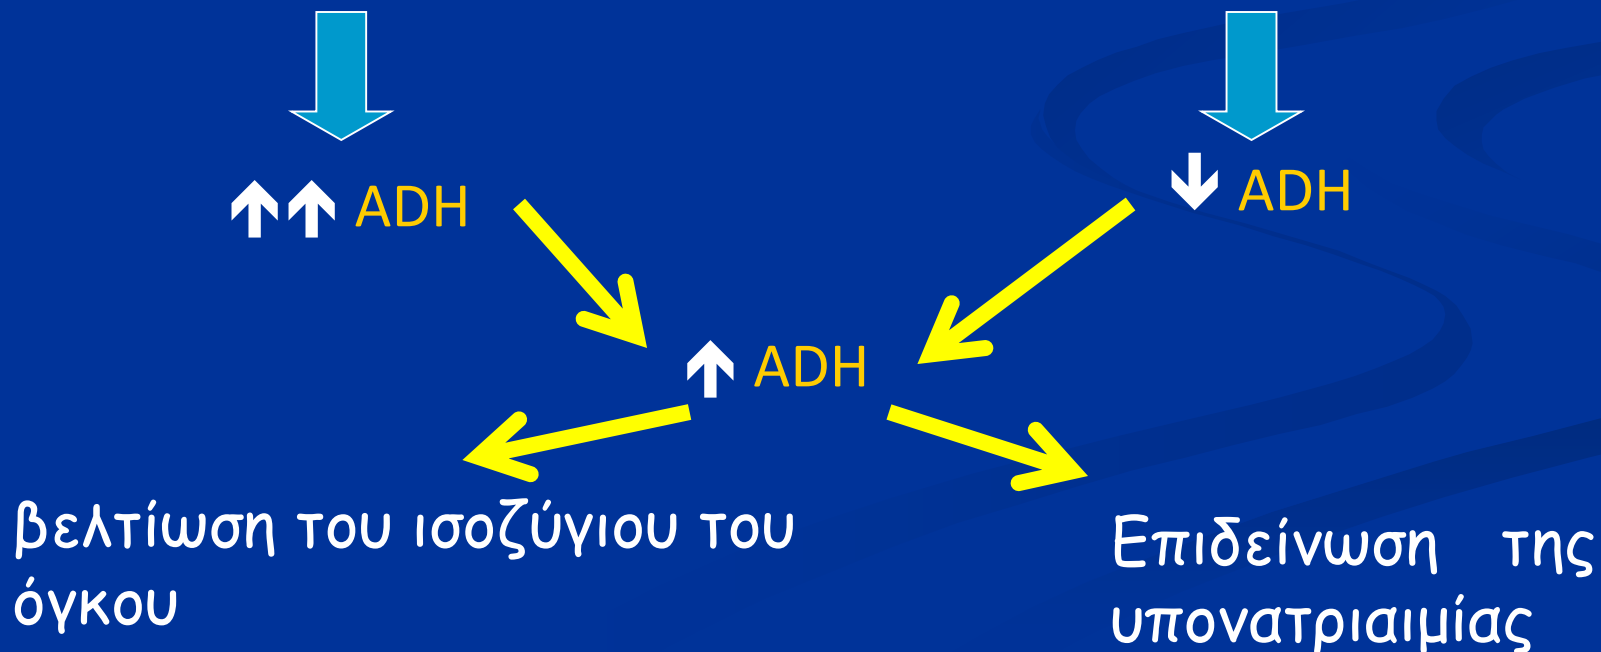 ↑↑ ADH
↓ ADH
↑ ADH
βελτίωση του ισοζύγιου του
όγκου
Επιδείνωση της
υπονατριαιμίας